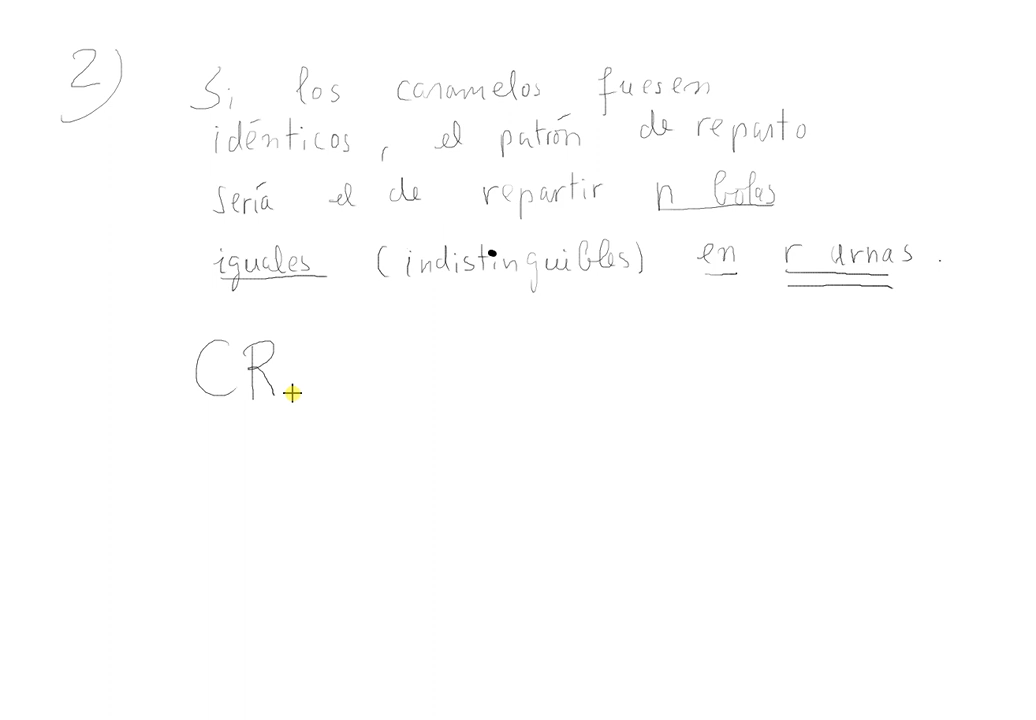 2) Si los caramelos fuesen
idénticos, el patrón de reparto
sería el de repartir n bolas
iguales (indistinguibles) en r urnas.
CR